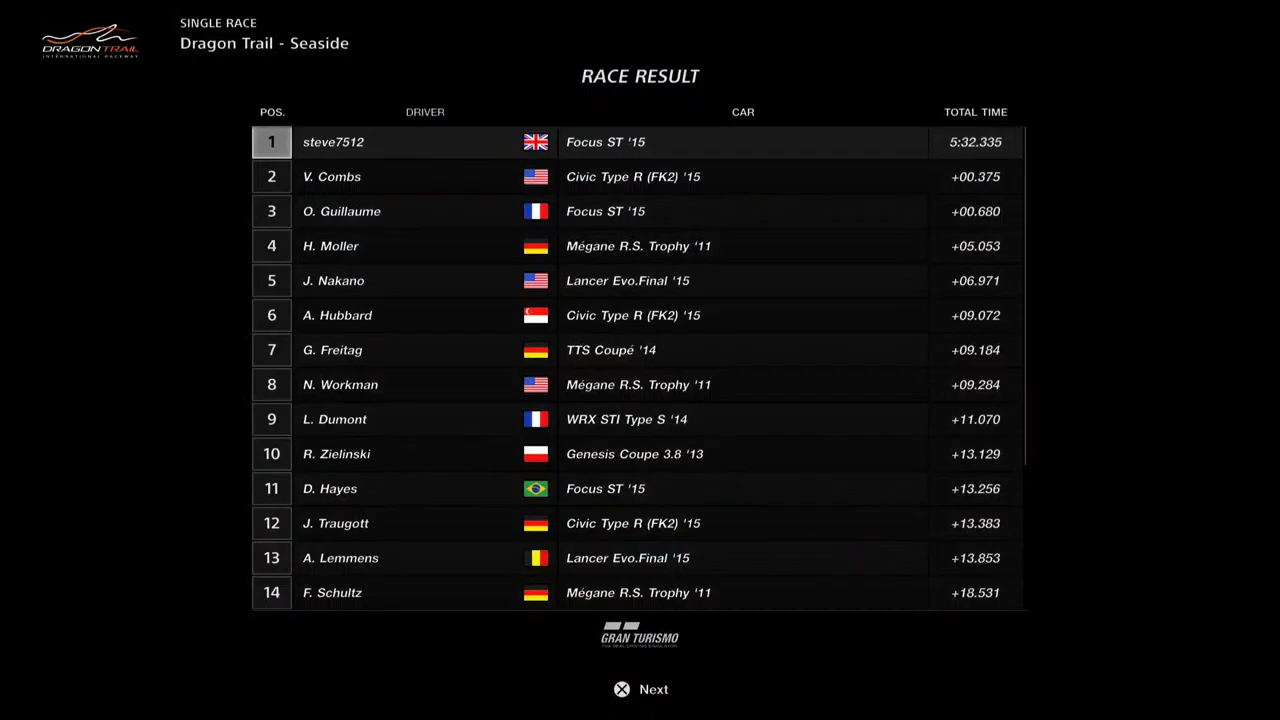 SINGLE RACE
Dragon Trail - Seaside
DRAGON TRAIL
INTERNATIONAL RACEWAY
RACE RESULT
POS. DRIVER CAR TOTAL TIME
1 steve7512 Focus ST '15 5:32.335
2 V. Combs Civic Type R (FK2) '15 +00.375
3 O. Guillaume Focus ST '15 +00.680
4 H. Moller Mégane R.S. Trophy '11 +05.053
5 J. Nakano Lancer Evo.Final '15 +06.971
6 A. Hubbard Civic Type R (FK2) '15 +09.072
7 G. Freitag TTS Coupé '14 +09.184
8 N. Workman Mégane R.S. Trophy '11 +09.284
9 L. Dumont WRX STI Type S '14 +11.070
10 R. Zielinski Genesis Coupe 3.8 '13 +13.129
11 D. Hayes Focus ST '15 +13.256
12 J. Traugott Civic Type R (FK2) '15 +13.383
13 A. Lemmens Lancer Evo.Final '15 +13.853
14 F. Schultz Mégane R.S. Trophy '11 +18.531
GRAN TURISMO
THE REAL DRIVING SIMULATOR
Next